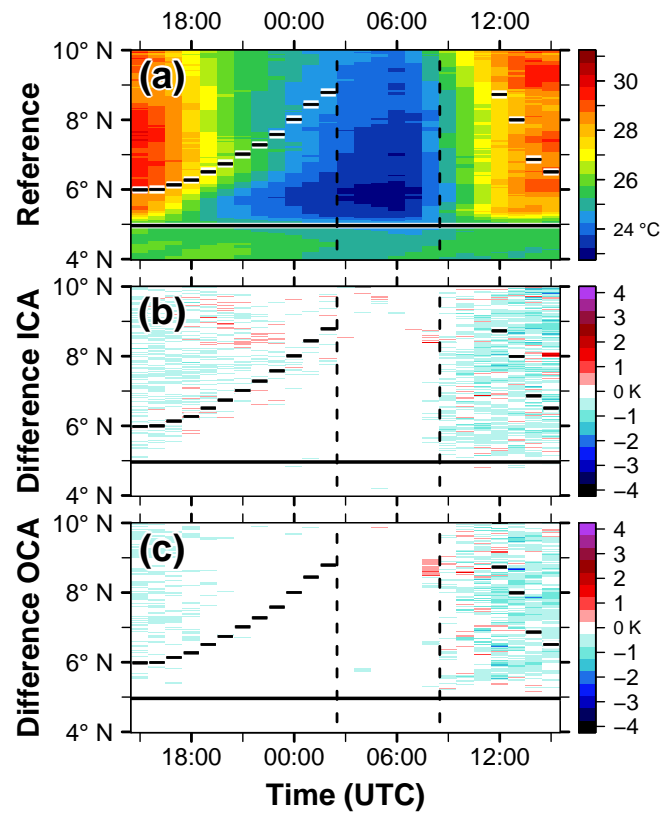 18:00 00:00 06:00 12:00
(a)
Reference
10° N
8° N
6° N
4° N
30
28
26
24 °C
(b)
Difference ICA
10° N
8° N
6° N
4° N
4
3
2
1
0 K
−1
−2
−3
−4
(c)
Difference OCA
10° N
8° N
6° N
4° N
4
3
2
1
0 K
−1
−2
−3
−4
18:00 00:00 06:00 12:00
Time (UTC)